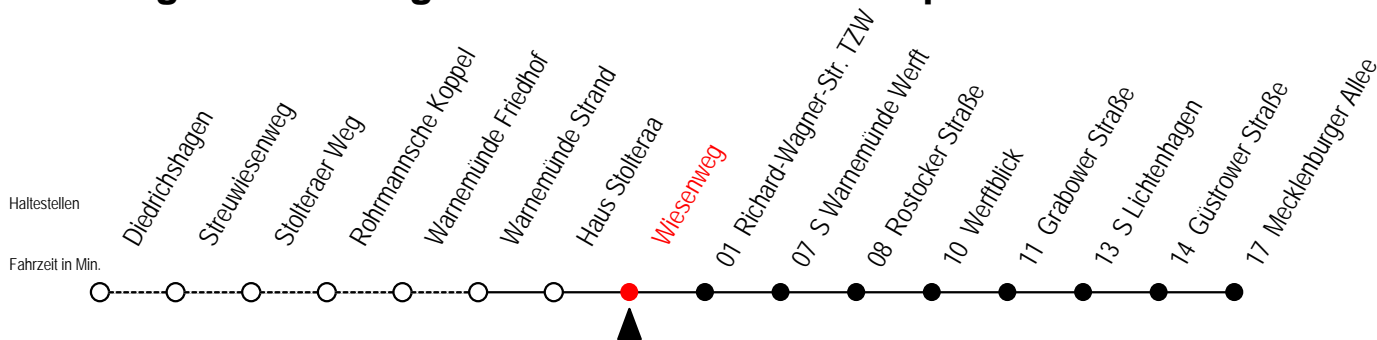 Haltestellen
Fahrzeit in Min.
Diedrichshagen
Streuwiesenweg
Stolteraer Weg
Rohrmannsche Koppel
Warnemünde Friedhof
Warnemünde Strand
Haus Stolteraa
Wiesenweg
01 Richard-Wagner-Str. TZW
07 S Warnemünde Werft
08 Rostocker Straße
10 Werftblick
11 Grabower Straße
13 S Lichtenhagen
14 Güstrower Straße
17 Mecklenburger Allee